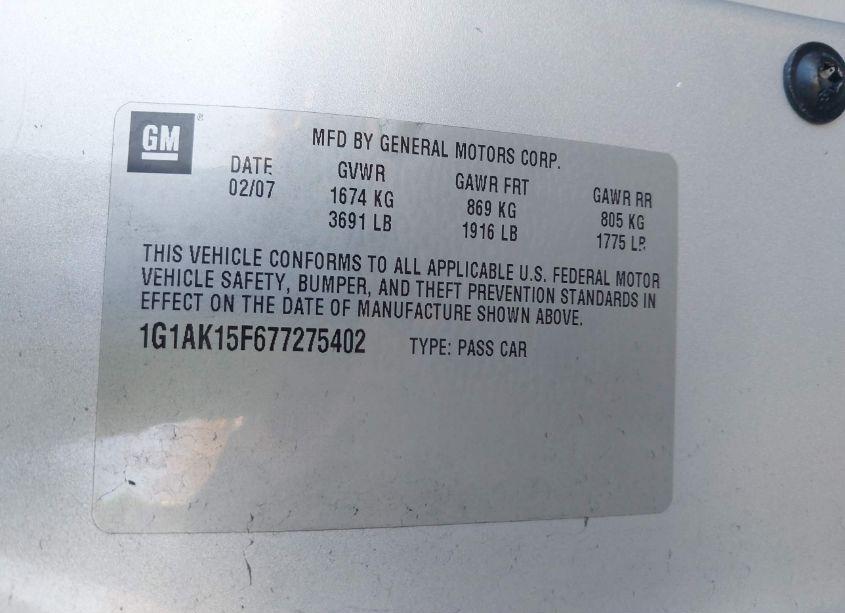 GM ®
MFD BY GENERAL MOTORS CORP.
DATE GVWR GAWR FRT GAWR RR
02/07 1674 KG 869 KG 805 KG
3691 LB 1916 LB 1775 LB
THIS VEHICLE CONFORMS TO ALL APPLICABLE U.S. FEDERAL MOTOR
VEHICLE SAFETY, BUMPER, AND THEFT PREVENTION STANDARDS IN
EFFECT ON THE DATE OF MANUFACTURE SHOWN ABOVE.
1G1AK15F677275402 TYPE: PASS CAR